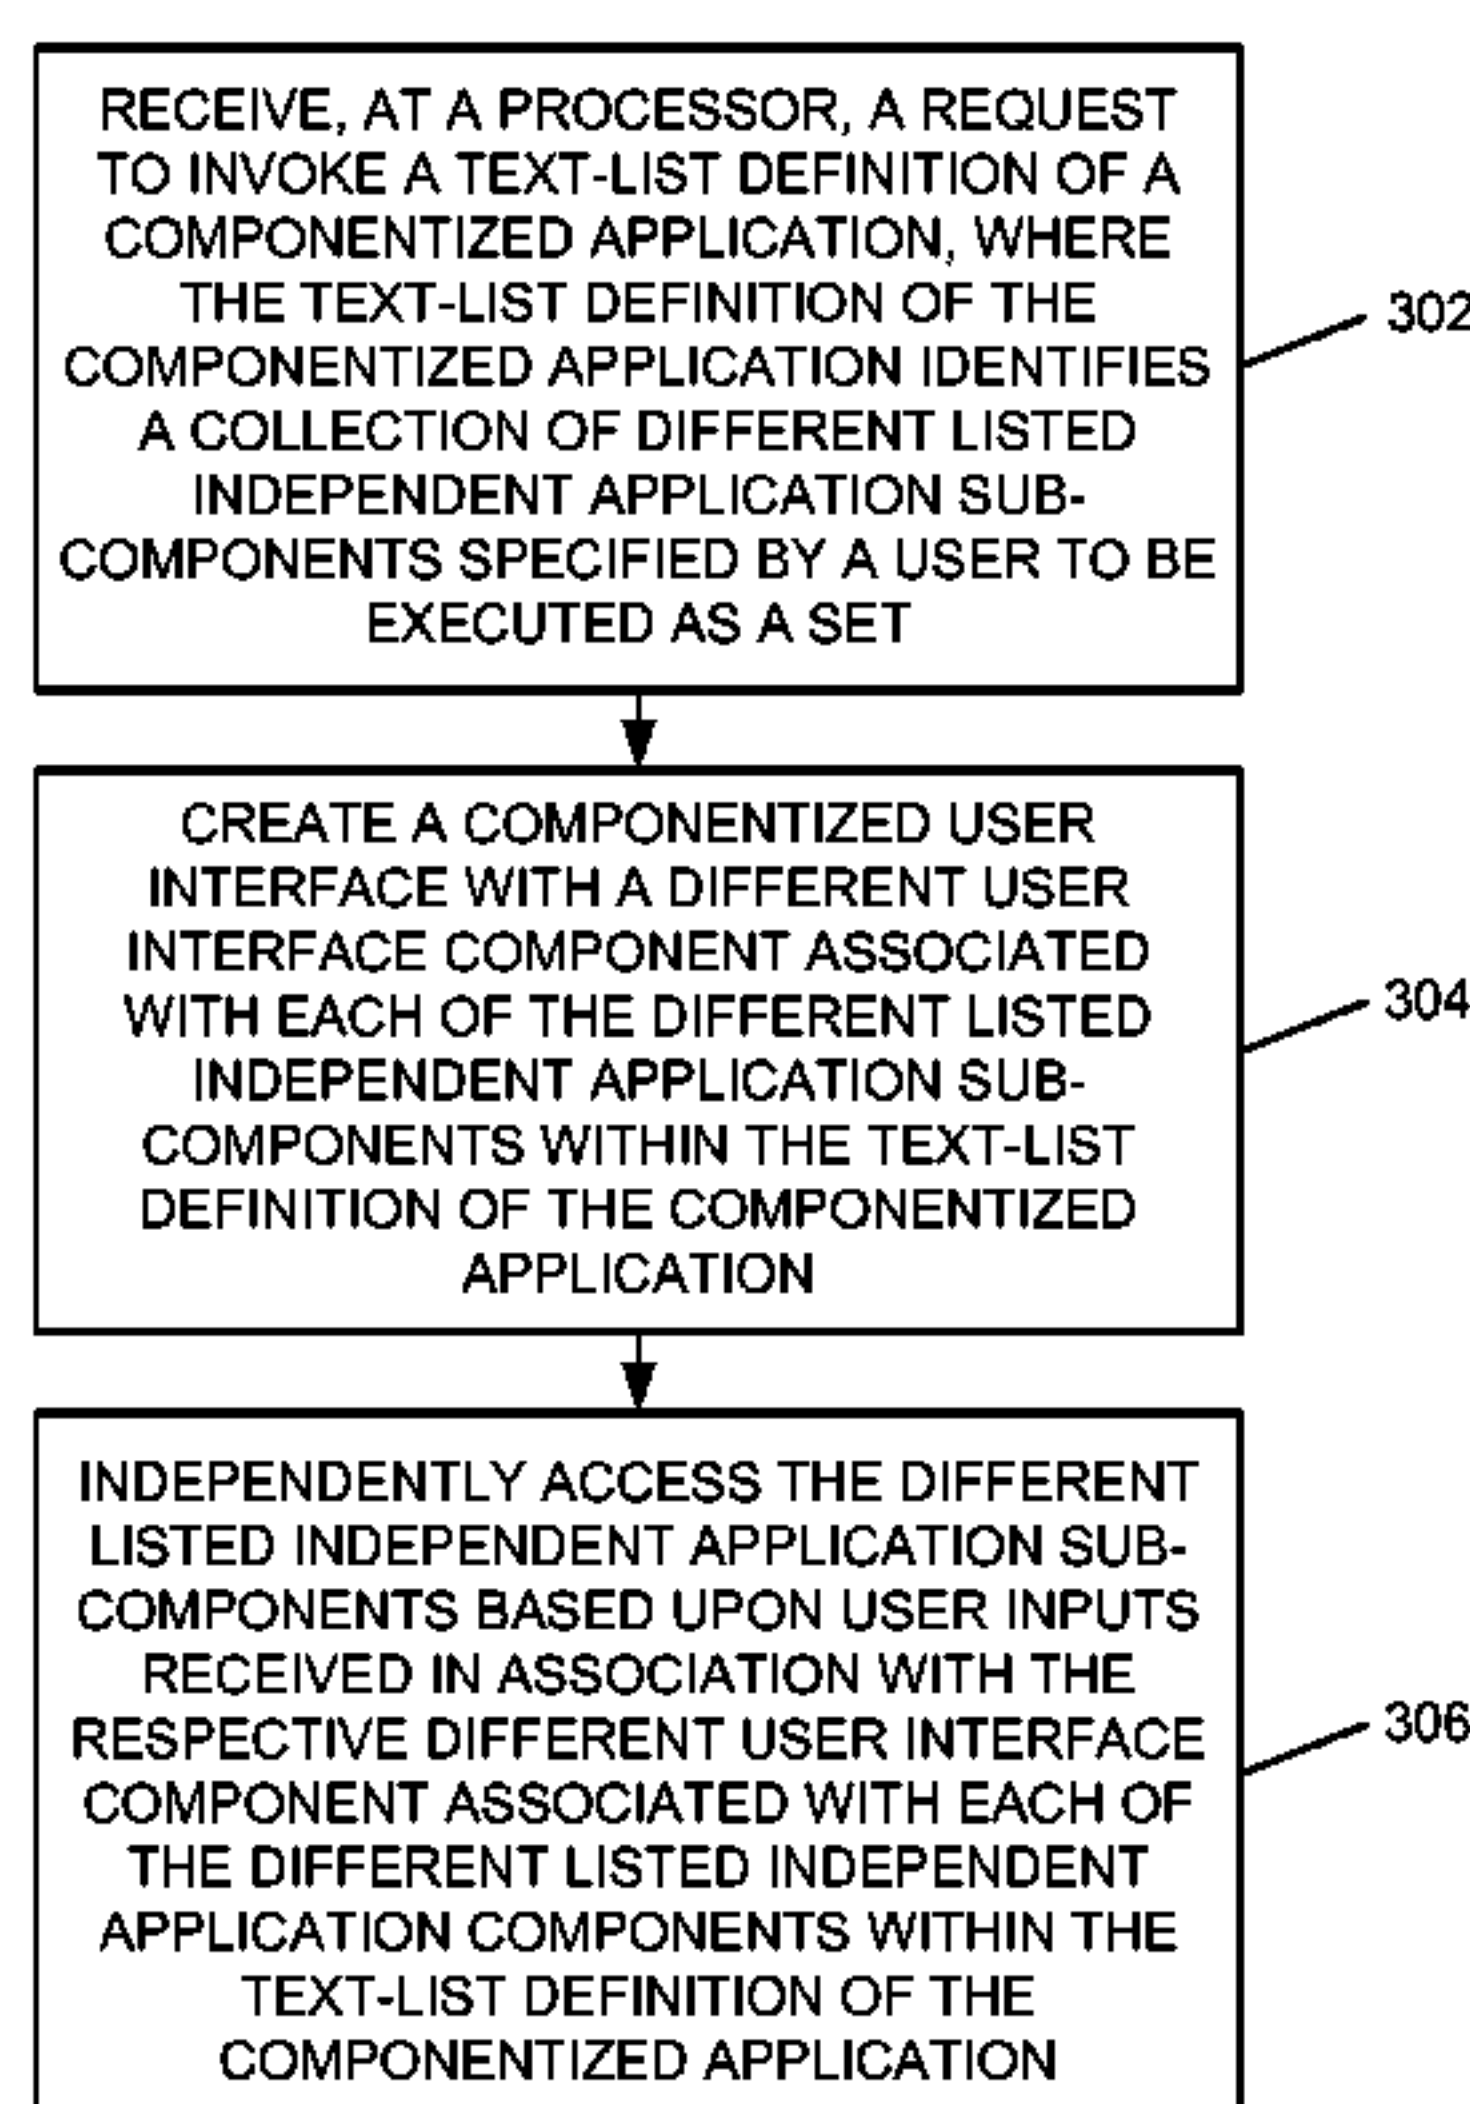 RECEIVE, AT A PROCESSOR, A REQUEST
TO INVOKE A TEXT-LIST DEFINITION OF A
COMPONENTIZED APPLICATION, WHERE
THE TEXT-LIST DEFINITION OF THE
COMPONENTIZED APPLICATION IDENTIFIES
A COLLECTION OF DIFFERENT LISTED
INDEPENDENT APPLICATION SUB-
COMPONENTS SPECIFIED BY A USER TO BE
EXECUTED AS A SET
302
CREATE A COMPONENTIZED USER
INTERFACE WITH A DIFFERENT USER
INTERFACE COMPONENT ASSOCIATED
WITH EACH OF THE DIFFERENT LISTED
INDEPENDENT APPLICATION SUB-
COMPONENTS WITHIN THE TEXT-LIST
DEFINITION OF THE COMPONENTIZED
APPLICATION
304
INDEPENDENTLY ACCESS THE DIFFERENT
LISTED INDEPENDENT APPLICATION SUB-
COMPONENTS BASED UPON USER INPUTS
RECEIVED IN ASSOCIATION WITH THE
RESPECTIVE DIFFERENT USER INTERFACE
COMPONENT ASSOCIATED WITH EACH OF
THE DIFFERENT LISTED INDEPENDENT
APPLICATION COMPONENTS WITHIN THE
TEXT-LIST DEFINITION OF THE
COMPONENTIZED APPLICATION
306